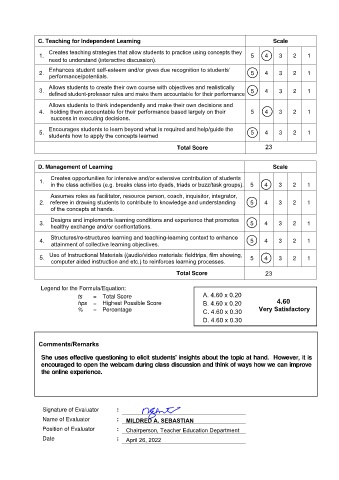 C. Teaching for Independent Learning Scale
1. Creates teaching strategies that allow students to practice using concepts they
need to understand (interactive discussion). 5 4 3 2 1
2. Enhances student self-esteem and/or gives due recognition to students'
performance/potentials. 5 4 3 2 1
3. Allows students to create their own course with objectives and realistically
defined student-professor rules and make them accountable for their performance 5 4 3 2 1
4. Allows students to think independently and make their own decisions and
holding them accountable for their performance based largely on their
success in executing decisions. 5 4 3 2 1
5. Encourages students to learn beyond what is required and help/guide the
students how to apply the concepts learned 5 4 3 2 1
Total Score 23
D. Management of Learning Scale
1. Creates opportunities for intensive and/or extensive contribution of students
in the class activities (e.g. breaks class into dyads, triads or buzz/task groups). 5 4 3 2 1
2. Assumes roles as facilitator, resource person, coach, inquisitor, integrator,
referee in drawing students to contribute to knowledge and understanding
of the concepts at hands. 5 4 3 2 1
3. Designs and implements learning conditions and experience that promotes
healthy exchange and/or confrontations. 5 4 3 2 1
4. Structures/re-structures learning and teaching-learning context to enhance
attainment of collective learning objectives. 5 4 3 2 1
5. Use of Instructional Materials (/audio/video materials: fieldtrips, film showing,
computer aided instruction and etc.) to reinforces learning processes. 5 4 3 2 1
Total Score 23
Legend for the Formula/Equation:
ts = Total Score
hps = Highest Possible Score
% = Percentage
A. 4.60 x 0.20
B. 4.60 x 0.20
C. 4.60 x 0.30
D. 4.60 x 0.30
4.60
Very Satisfactory
Comments/Remarks
She uses effective questioning to elicit students' insights about the topic at hand. However, it is
encouraged to open the webcam during class discussion and think of ways how we can improve
the online experience.
Signature of Evaluator :
Name of Evaluator : MILDRED A. SEBASTIAN
Position of Evaluator : Chairperson, Teacher Education Department
Date : April 26, 2022